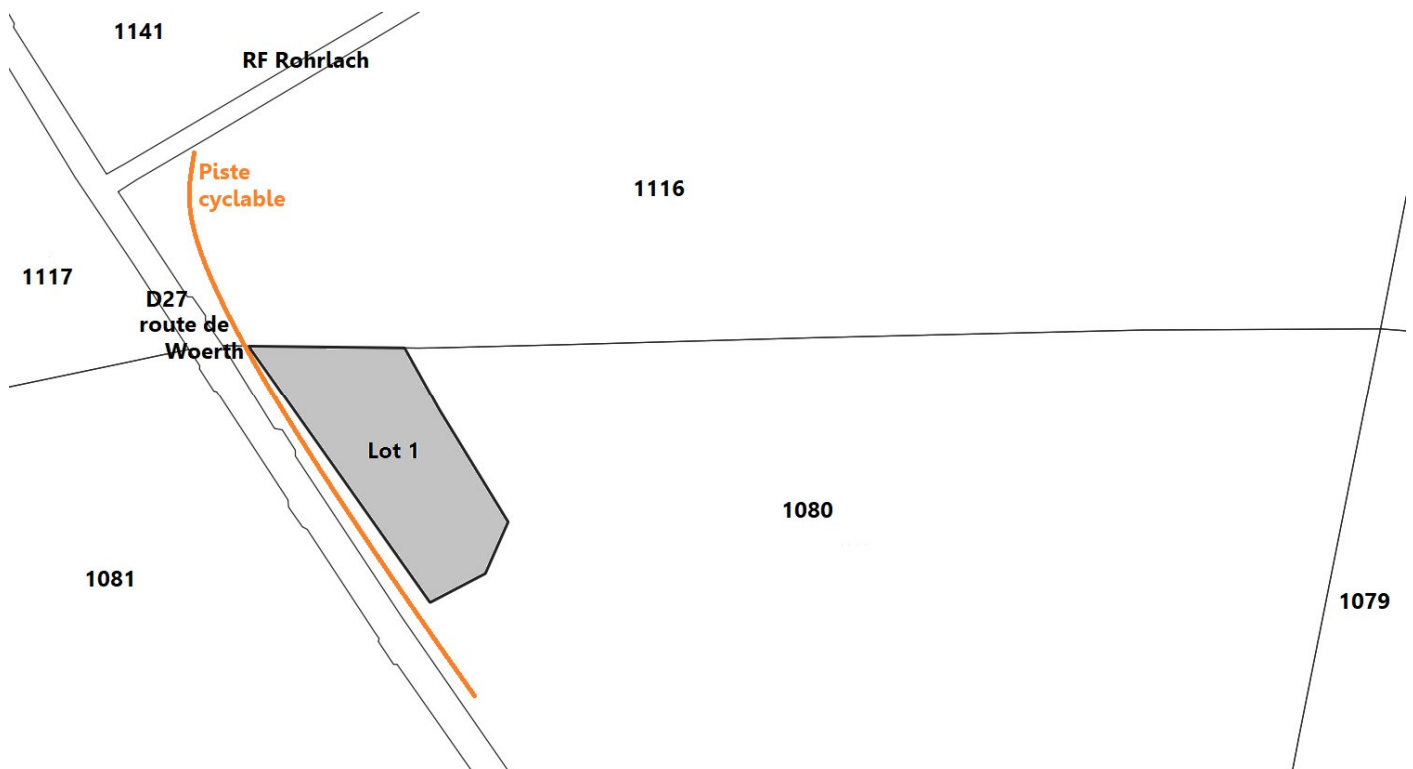 1141
RF Rohrlach
Piste
cyclable
1116
1117
D27
route de
Woerth
Lot 1
1080
1081
1079